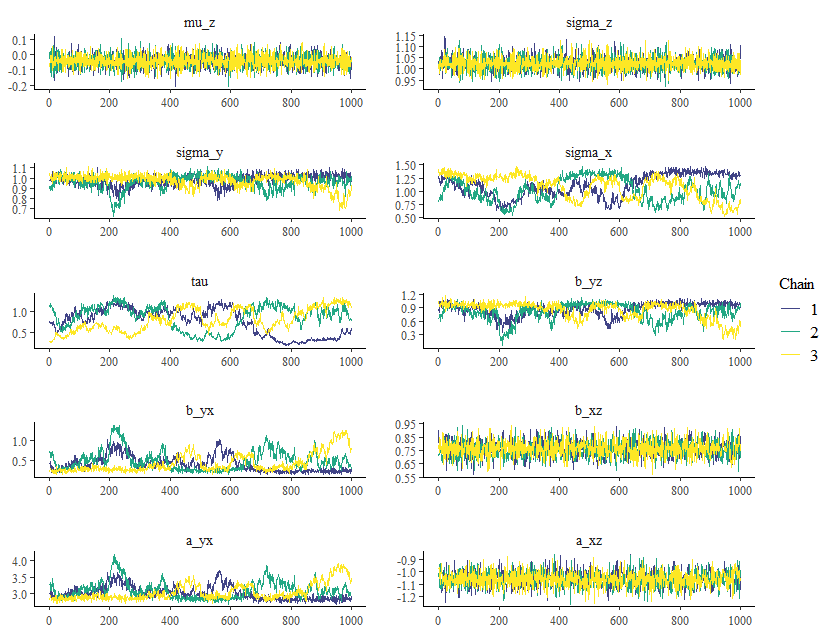 mu_z
sigma_z
0.1
0.0
-0.1
-0.2
0 200 400 600 800 1000
1.15
1.10
1.05
1.00
0.95
0 200 400 600 800 1000
sigma_y
sigma_x
1.1
1.0
0.9
0.8
0.7
0 200 400 600 800 1000
1.50
1.25
1.00
0.75
0.50
0 200 400 600 800 1000
tau
b_yz
1.0
0.5
0 200 400 600 800 1000
1.2
0.9
0.6
0.3
0 200 400 600 800 1000
Chain
1
2
3
b_yx
b_xz
1.0
0.5
0 200 400 600 800 1000
0.95
0.85
0.75
0.65
0.55
0 200 400 600 800 1000
a_yx
a_xz
4.0
3.5
3.0
0 200 400 600 800 1000
-0.9
-1.0
-1.1
-1.2
0 200 400 600 800 1000